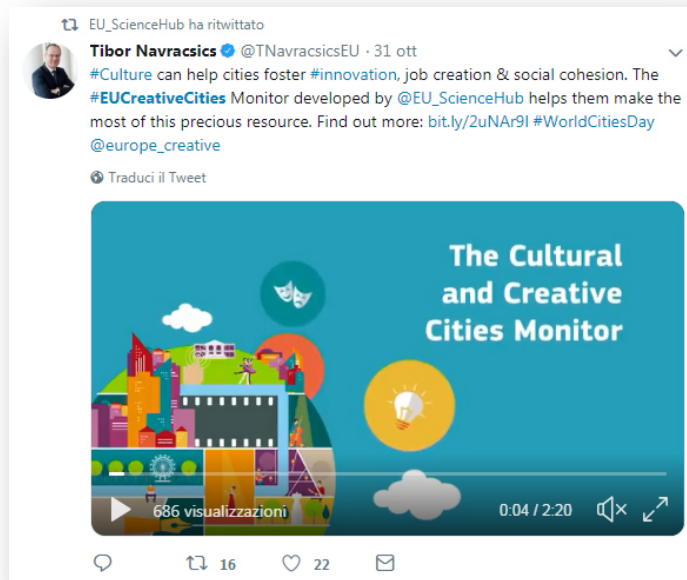 EU_ScienceHub ha ritwittato
Tibor Navracsics @TNavracsicsEU · 31 ott
#Culture can help cities foster #innovation, job creation & social cohesion. The
#EUCreativeCities Monitor developed by @EU_ScienceHub helps them make the
most of this precious resource. Find out more: bit.ly/2uNAr9I #WorldCitiesDay
@europe_creative
Traduci il Tweet
The Cultural
and Creative
Cities Monitor
686 visualizzazioni
0:04 / 2:20
16
22